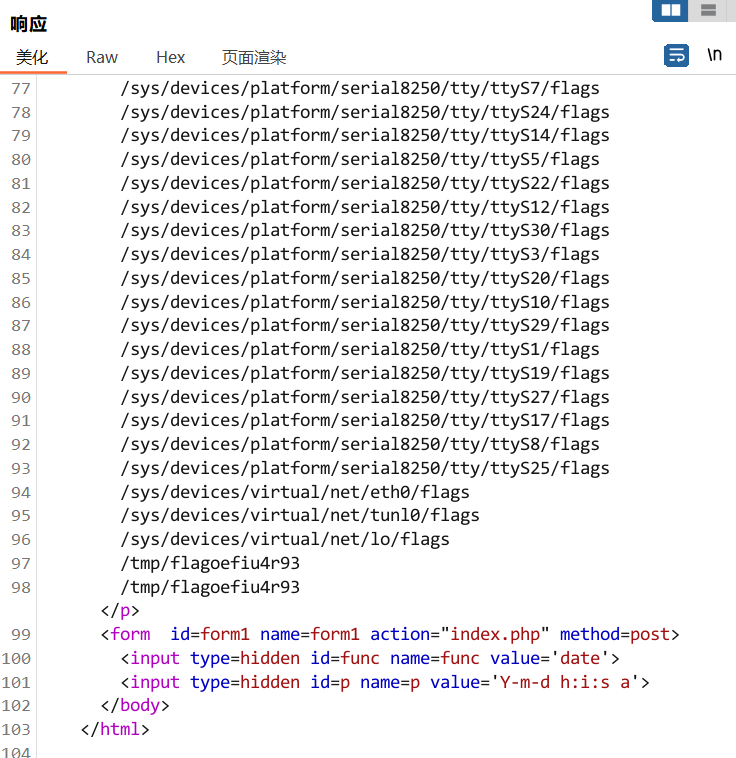 响应
美化 Raw Hex 页面渲染 \n
77 /sys/devices/platform/serial8250/tty/ttyS7/flags
78 /sys/devices/platform/serial8250/tty/ttyS24/flags
79 /sys/devices/platform/serial8250/tty/ttyS14/flags
80 /sys/devices/platform/serial8250/tty/ttyS5/flags
81 /sys/devices/platform/serial8250/tty/ttyS22/flags
82 /sys/devices/platform/serial8250/tty/ttyS12/flags
83 /sys/devices/platform/serial8250/tty/ttyS30/flags
84 /sys/devices/platform/serial8250/tty/ttyS3/flags
85 /sys/devices/platform/serial8250/tty/ttyS20/flags
86 /sys/devices/platform/serial8250/tty/ttyS10/flags
87 /sys/devices/platform/serial8250/tty/ttyS29/flags
88 /sys/devices/platform/serial8250/tty/ttyS1/flags
89 /sys/devices/platform/serial8250/tty/ttyS19/flags
90 /sys/devices/platform/serial8250/tty/ttyS27/flags
91 /sys/devices/platform/serial8250/tty/ttyS17/flags
92 /sys/devices/platform/serial8250/tty/ttyS8/flags
93 /sys/devices/platform/serial8250/tty/ttyS25/flags
94 /sys/devices/virtual/net/eth0/flags
95 /sys/devices/virtual/net/tunl0/flags
96 /sys/devices/virtual/net/lo/flags
97 /tmp/flagoefiu4r93
98 /tmp/flagoefiu4r93
</p>
99 <form  id=form1 name=form1 action="index.php" method=post>
100 <input type=hidden id=func name=func value='date'>
101 <input type=hidden id=p name=p value='Y-m-d h:i:s a'>
102 </body>
103 </html>
104